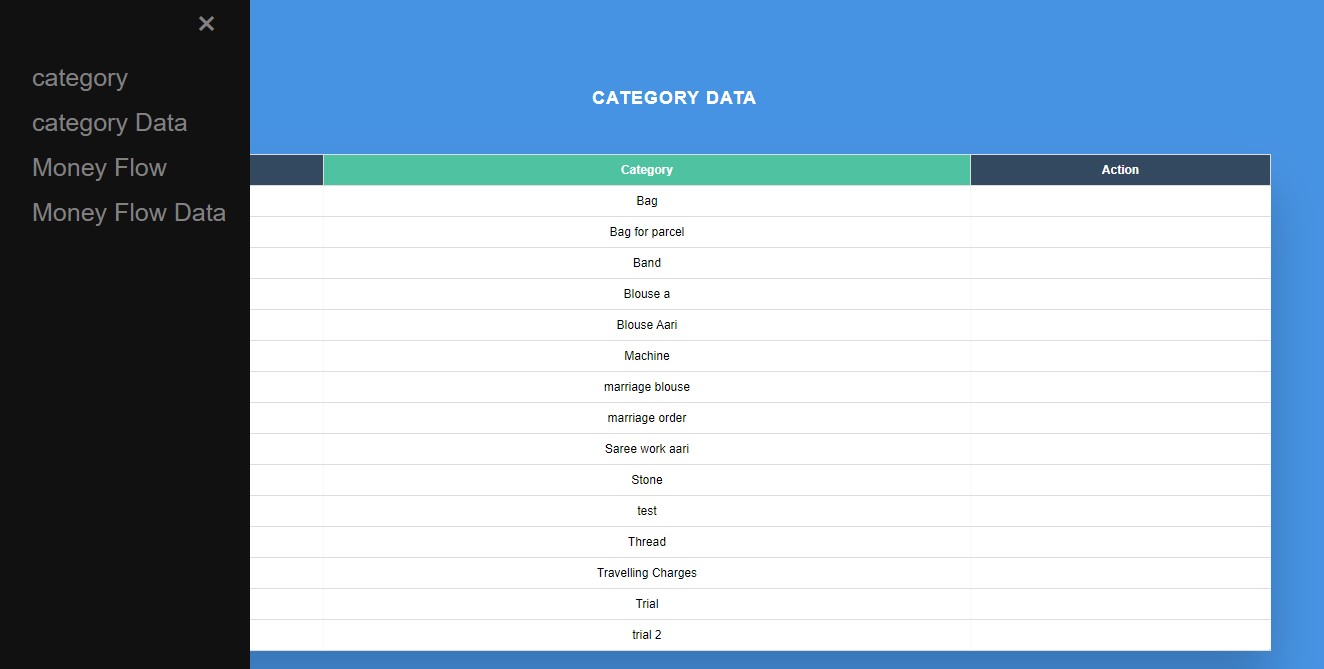 ×
category
category Data
Money Flow
Money Flow Data
CATEGORY DATA
Category Action
Bag
Bag for parcel
Band
Blouse a
Blouse Aari
Machine
marriage blouse
marriage order
Saree work aari
Stone
test
Thread
Travelling Charges
Trial
trial 2